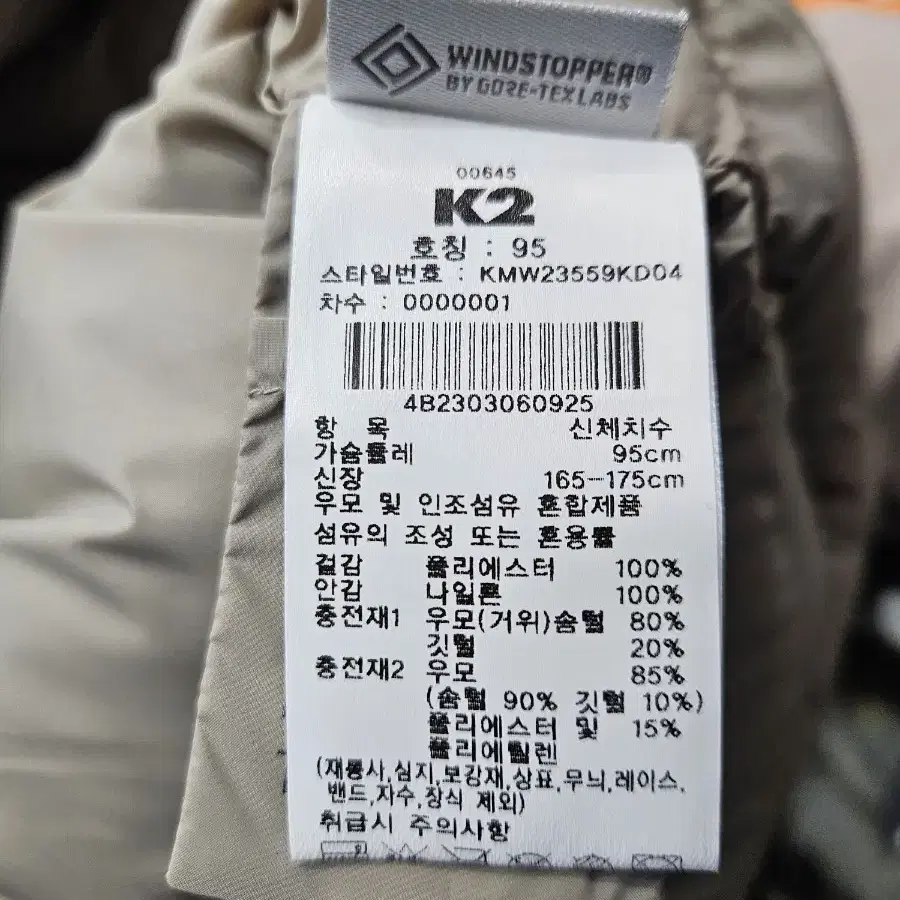 WINDSTOPPER®
BY GORE-TEX LABS
00645
K2
호칭 : 95
스타일번호 : KMW23559KD04
차수 : 0000001
4B2303060925
항 목 신체치수
가슴둘레 95cm
신장 165-175cm
우모 및 인조섬유 혼합제품
섬유의 조성 또는 혼용률
겉감 폴리에스터 100%
안감 나일론 100%
충전재1 우모(거위)솜털 80%
깃털 20%
충전재2 우모 85%
(솜털 90% 깃털 10%)
폴리에스터 및 15%
폴리에틸렌
(재봉사,심지,보강재,상표,무늬,레이스,
밴드,자수,장식 제외)
취급시 주의사항